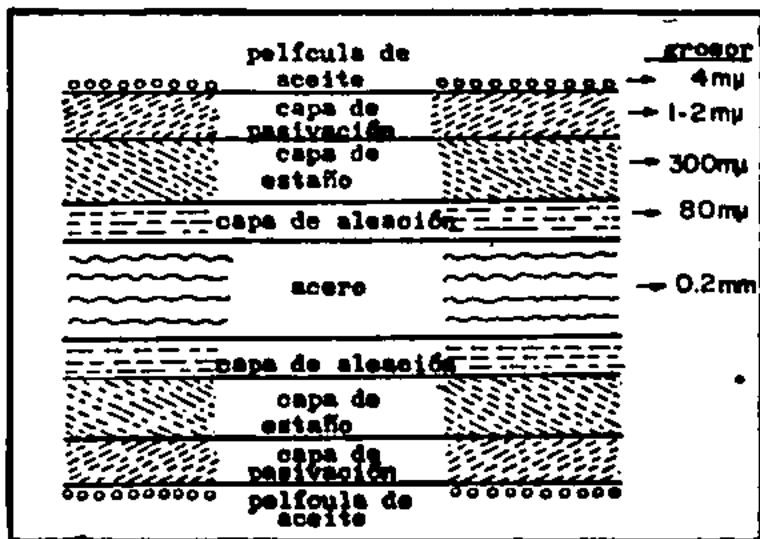 película de
aceite
grosor
4mμ
capa de
pasivación
1-2mμ
capa de
estaño
300mμ
capa de aleación
80mμ
acero
0.2mm
capa de aleación
capa de
estaño
capa de
pasivación
película de
aceite